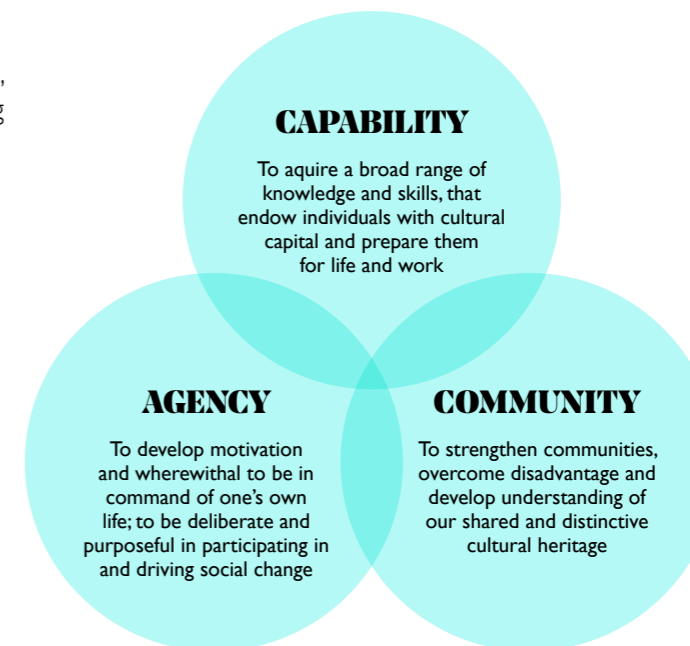 ,
g
CAPABILITY
To aquire a broad range of
knowledge and skills, that
endow individuals with cultural
capital and prepare them
for life and work
AGENCY
To develop motivation
and wherewithal to be in
command of one’s own
life; to be deliberate and
purposeful in participating in
and driving social change
COMMUNITY
To strengthen communities,
overcome disadvantage and
develop understanding of
our shared and distinctive
cultural heritage